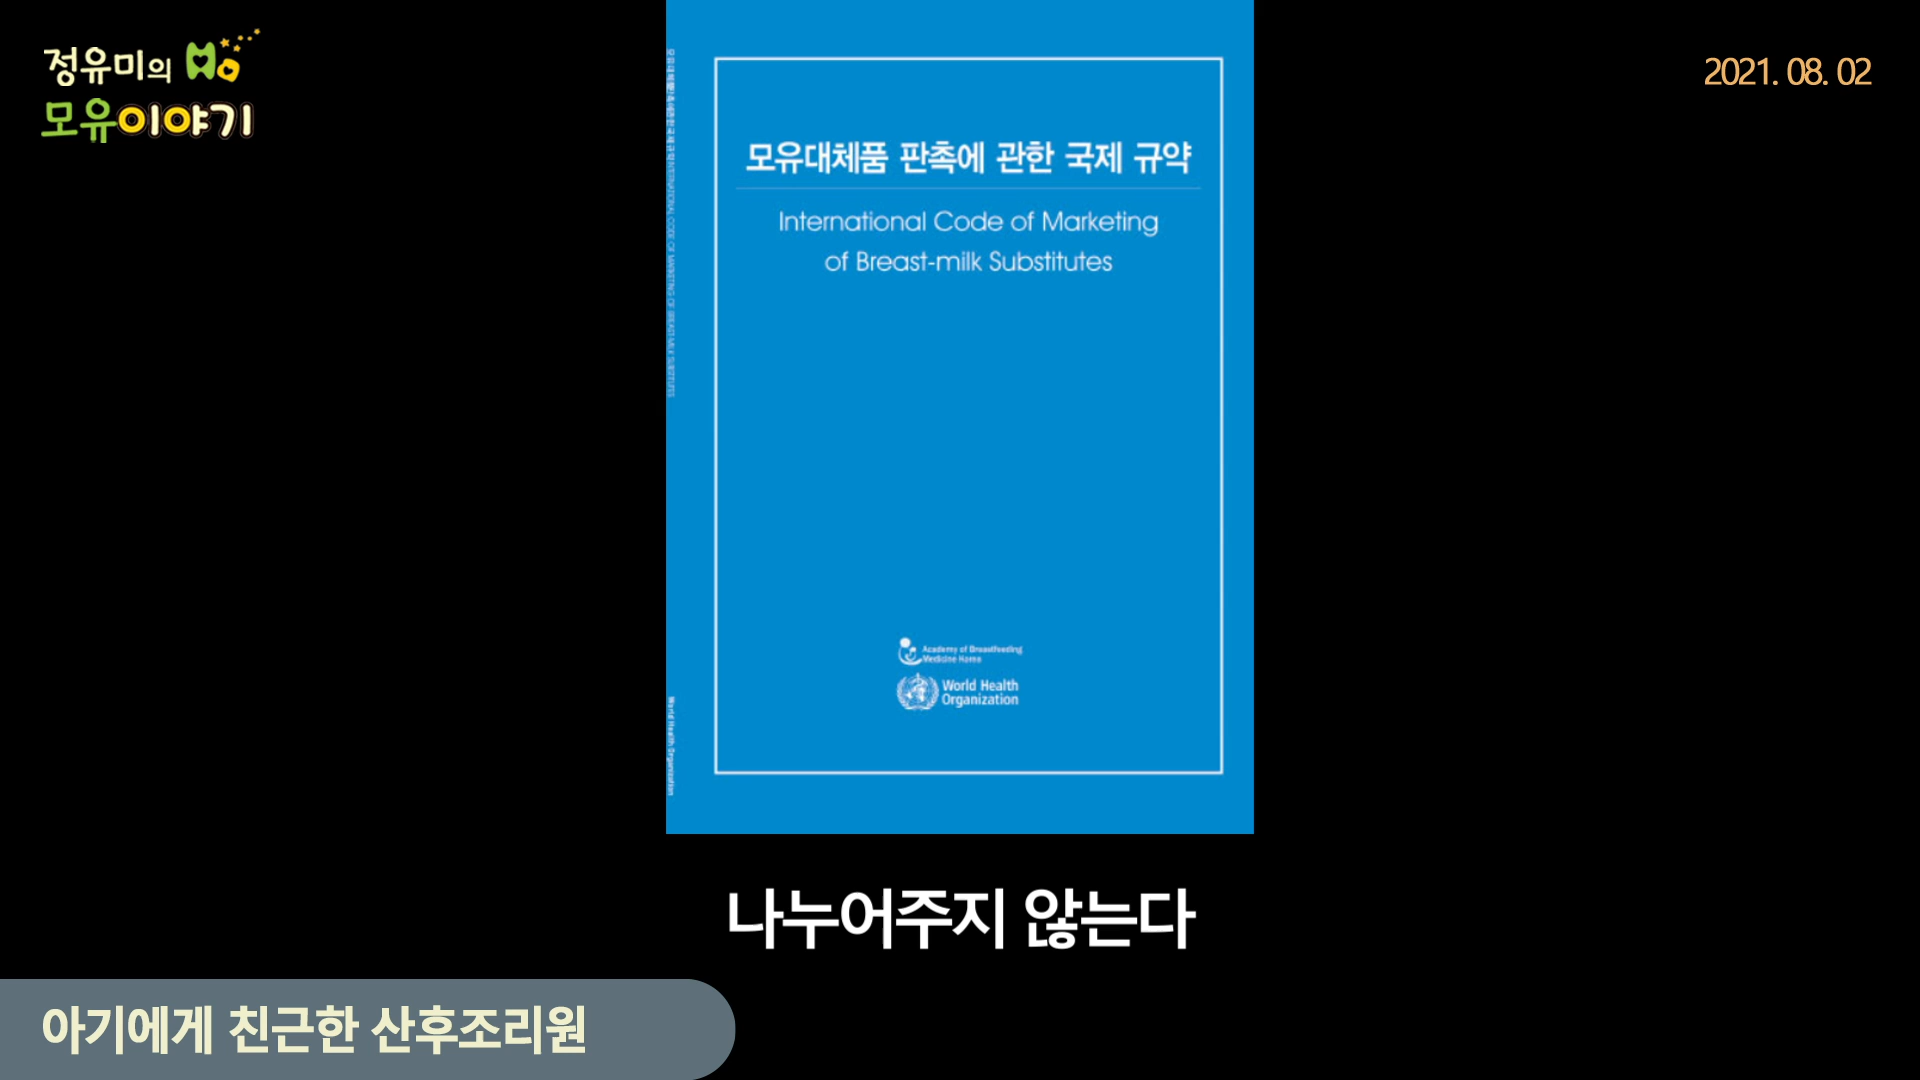 정유미의
모유이야기
2021. 08. 02
모유대체품 판촉에 관한 국제 규약
International Code of Marketing
of Breast-milk Substitutes
Academy of Breastfeeding
Medicine Korea
World Health
Organization
World Health Organization
나누어주지 않는다
아기에게 친근한 산후조리원